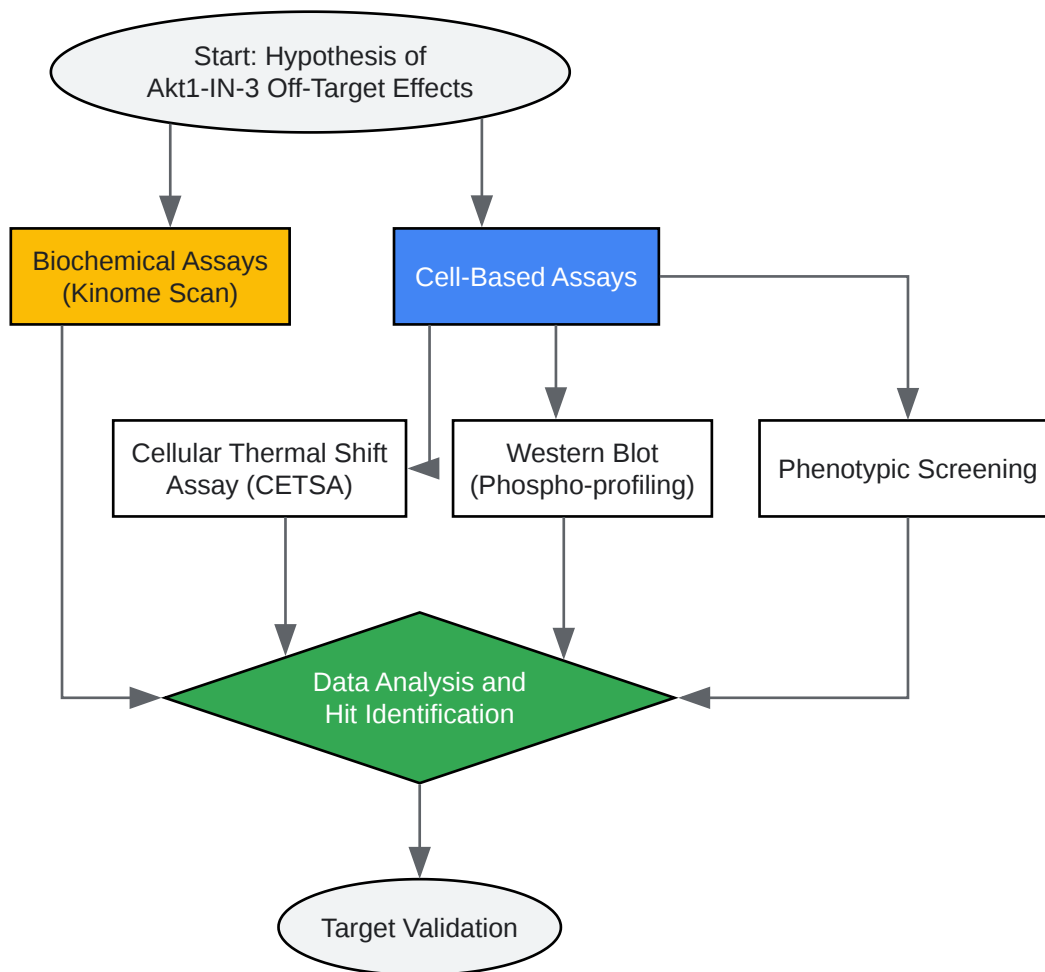 Start: Hypothesis of
Akt1-IN-3 Off-Target Effects
Biochemical Assays
(Kinome Scan)
Cell-Based Assays
Cellular Thermal Shift
Assay (CETSA)
Western Blot
(Phospho-profiling)
Phenotypic Screening
Data Analysis and
Hit Identification
Target Validation